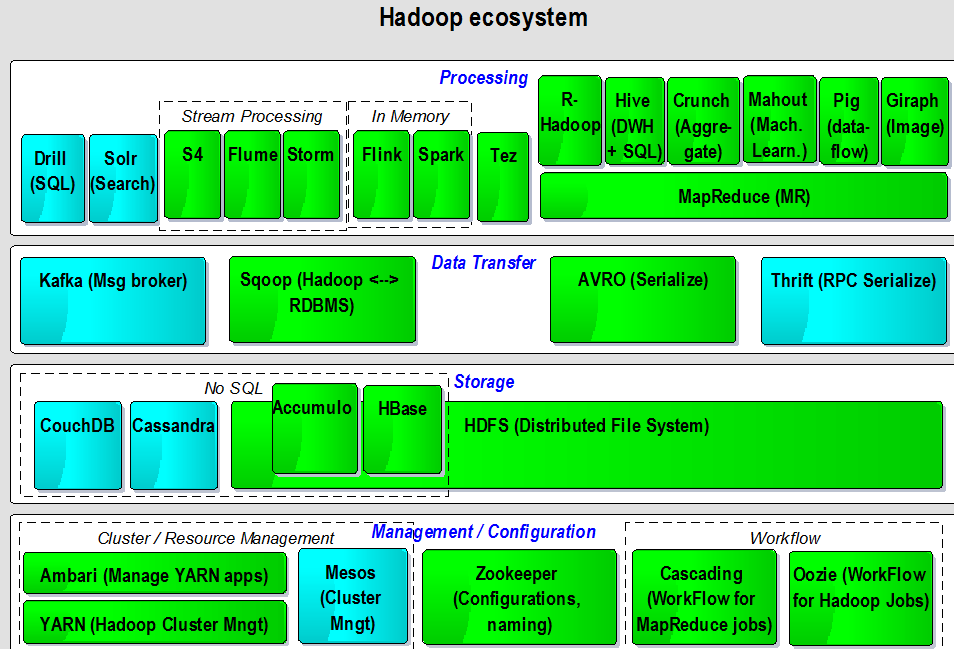 Hadoop ecosystem
Processing
Stream Processing
In Memory
Drill
(SQL)
Solr
(Search)
S4
Flume
Storm
Flink
Spark
Tez
R-
Hadoop
Hive
(DWH
+ SQL)
Crunch
(Aggre-
gate)
Mahout
(Mach.
Learn.)
Pig
(data-
flow)
Giraph
(Image)
MapReduce (MR)
Data Transfer
Kafka (Msg broker)
Sqoop (Hadoop <-->
RDBMS)
AVRO (Serialize)
Thrift (RPC Serialize)
Storage
No SQL
CouchDB
Cassandra
Accumulo
HBase
HDFS (Distributed File System)
Management / Configuration
Cluster / Resource Management
Ambari (Manage YARN apps)
YARN (Hadoop Cluster Mngt)
Mesos
(Cluster
Mngt)
Zookeeper
(Configurations,
naming)
Workflow
Cascading
(WorkFlow for
MapReduce jobs)
Oozie (WorkFlow
for Hadoop Jobs)